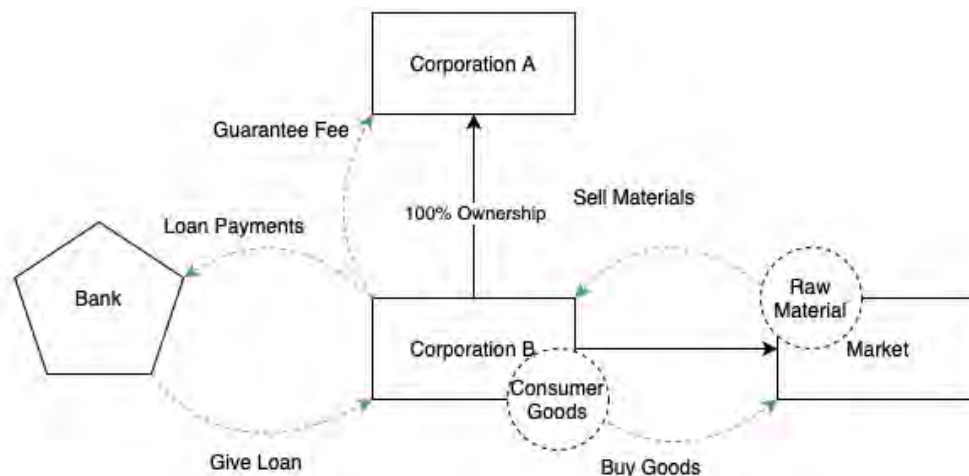 Corporation A
Guarantee Fee
Sell Materials
100% Ownership
Loan Payments
Bank
Raw
Material
Corporation B
Market
Consumer
Goods
Give Loan
Buy Goods